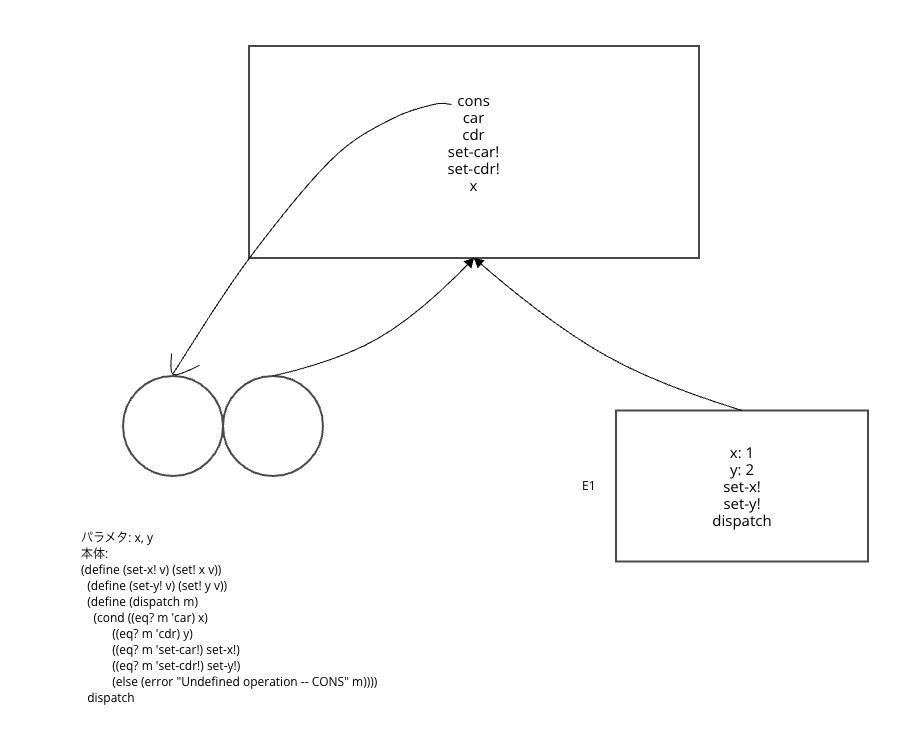 cons
car
cdr
set-car!
set-cdr!
x
E1
x: 1
y: 2
set-x!
set-y!
dispatch
パラメタ: x, y
本体:
(define (set-x! v) (set! x v))
  (define (set-y! v) (set! y v))
  (define (dispatch m)
    (cond ((eq? m 'car) x)
          ((eq? m 'cdr) y)
          ((eq? m 'set-car!) set-x!)
          ((eq? m 'set-cdr!) set-y!)
          (else (error "Undefined operation -- CONS" m))))
  dispatch